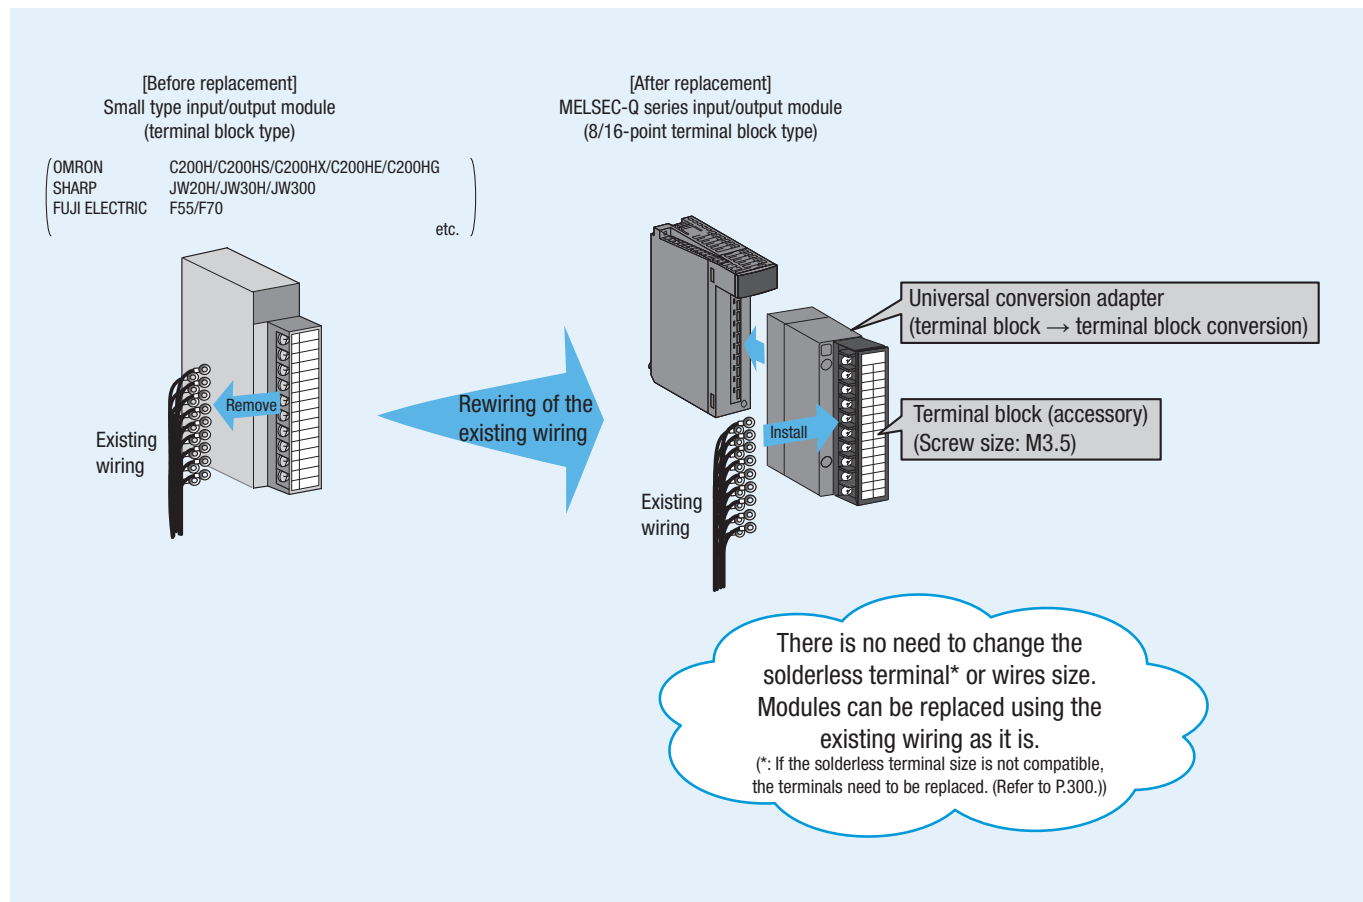 [Before replacement]
Small type input/output module
(terminal block type)
OMRON C200H/C200HS/C200HX/C200HE/C200HG
SHARP JW20H/JW30H/JW300
FUJI ELECTRIC F55/F70
etc.
Remove
Existing
wiring
Rewiring of the
existing wiring
[After replacement]
MELSEC-Q series input/output module
(8/16-point terminal block type)
Universal conversion adapter
(terminal block → terminal block conversion)
Terminal block (accessory)
(Screw size: M3.5)
Install
Existing
wiring
There is no need to change the
solderless terminal* or wires size.
Modules can be replaced using the
existing wiring as it is.
(*: If the solderless terminal size is not compatible,
the terminals need to be replaced. (Refer to P.300.))